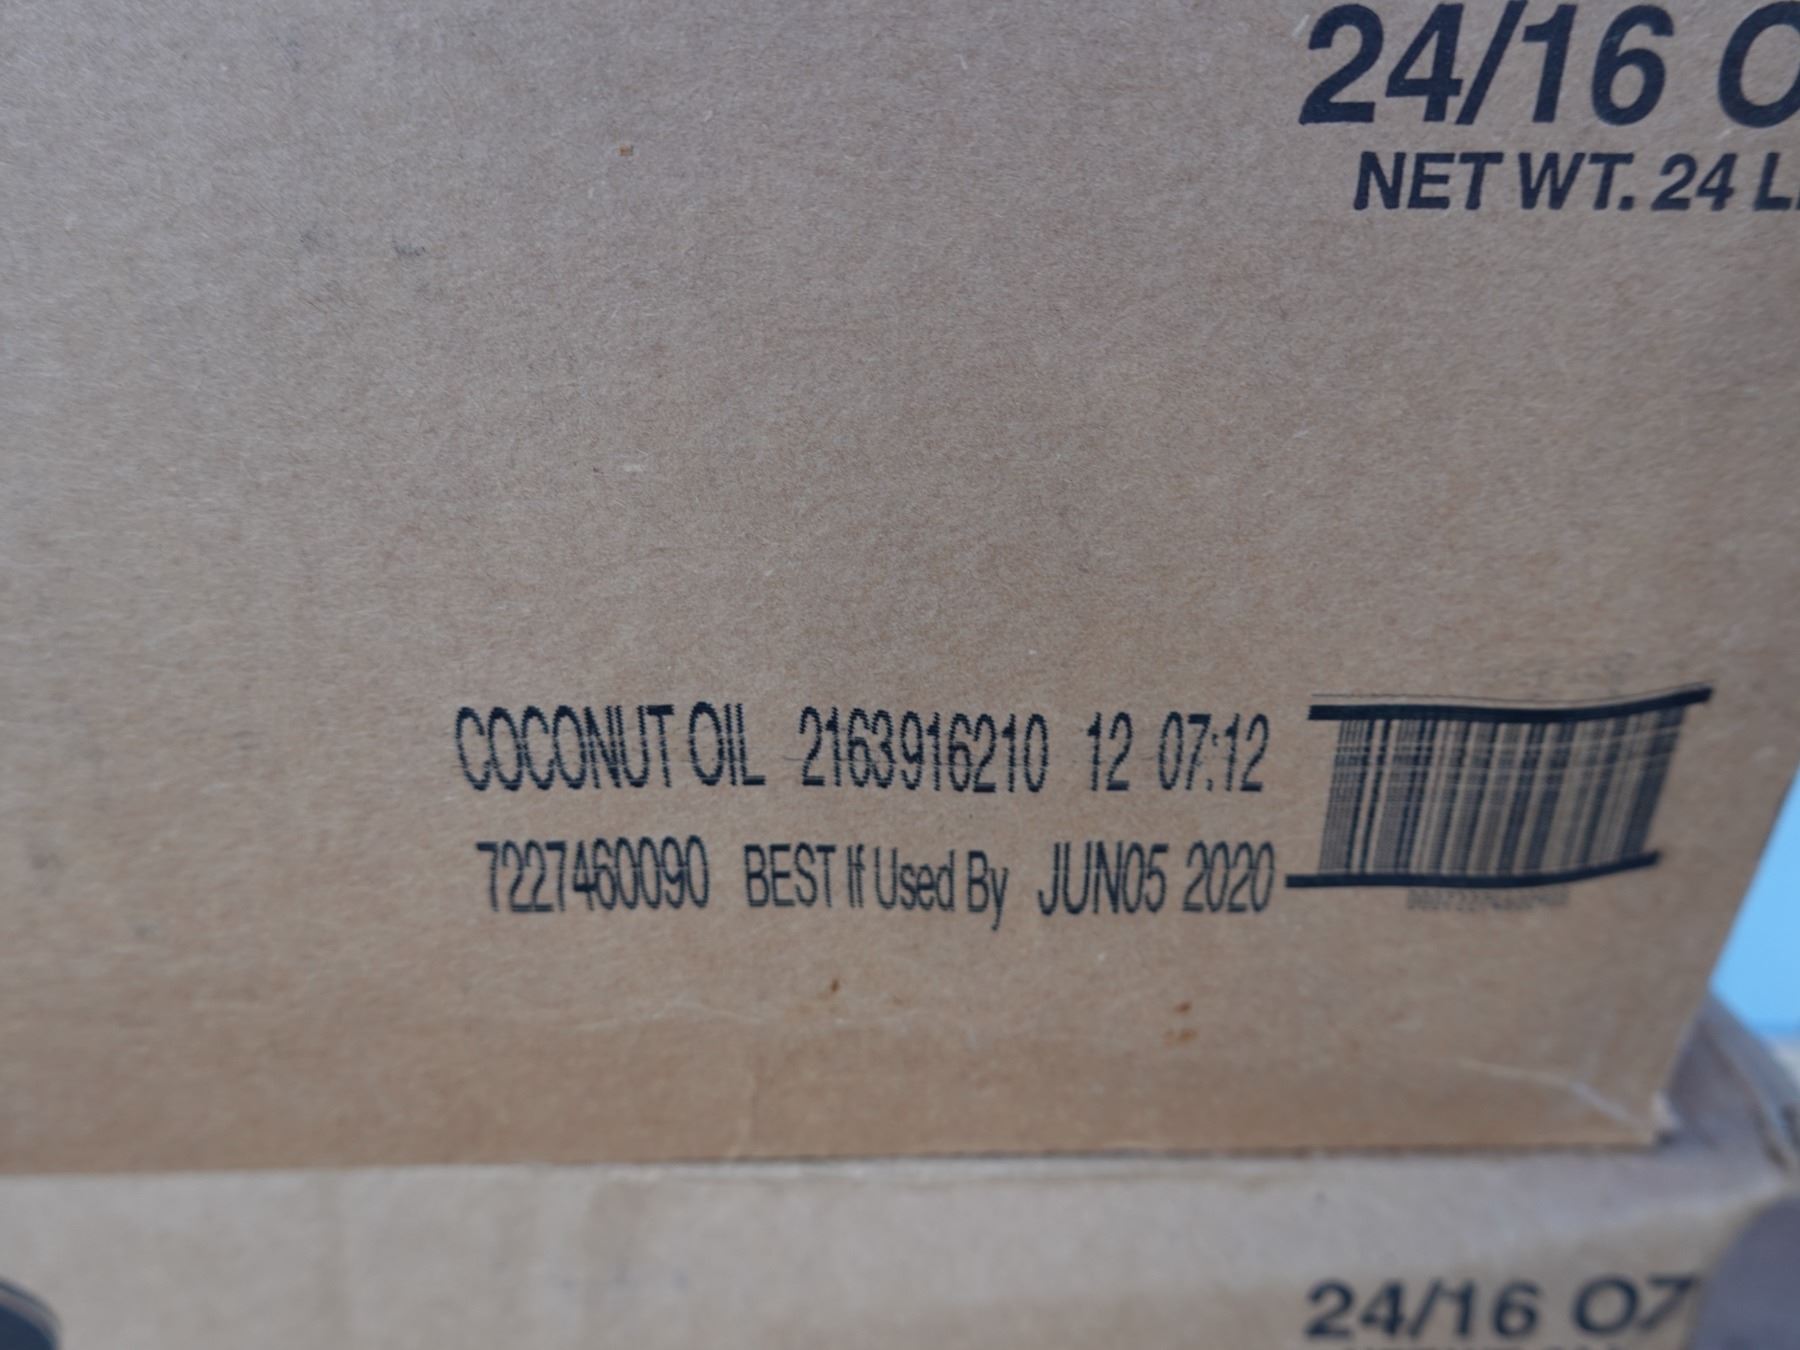 24/16 O
NET WT. 24 L
COCONUT OIL 2163916210 12 07:12
7227460090 BEST If Used By JUN05 2020
24/16 OZ